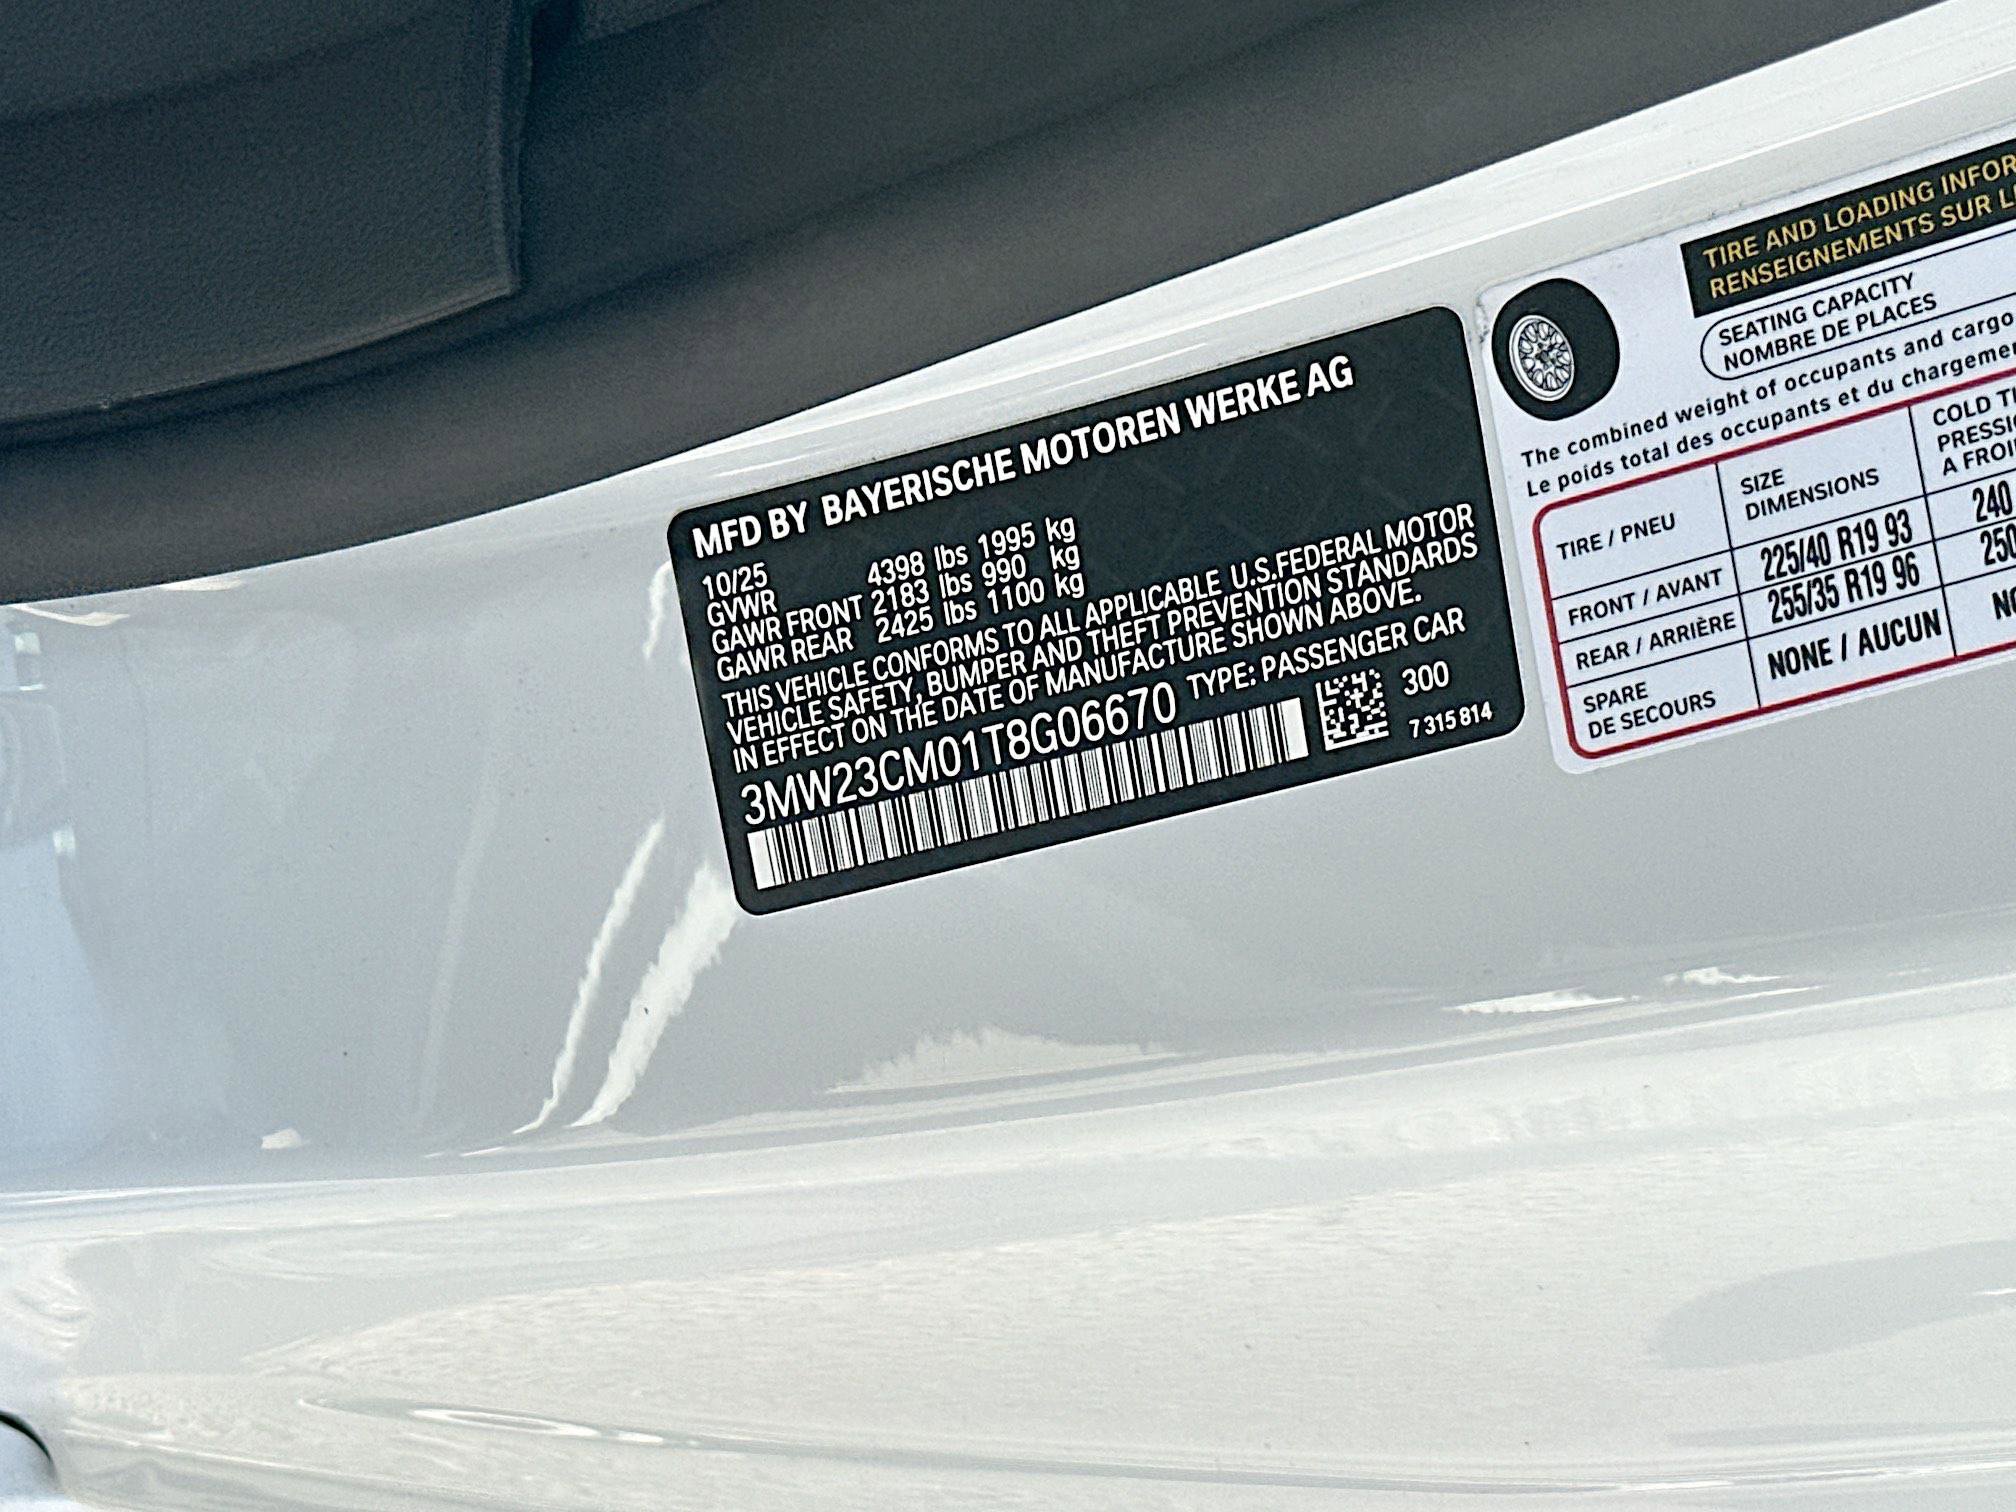 MFD BY BAYERISCHE MOTOREN WERKE AG
10/25
GVWR 4398 lbs 1995 kg
GAWR FRONT 2183 lbs 990 kg
GAWR REAR 2425 lbs 1100 kg
THIS VEHICLE CONFORMS TO ALL APPLICABLE U.S.FEDERAL MOTOR
VEHICLE SAFETY, BUMPER AND THEFT PREVENTION STANDARDS
IN EFFECT ON THE DATE OF MANUFACTURE SHOWN ABOVE.
3MW23CM01T8G06670 TYPE: PASSENGER CAR
300
7 315 814
TIRE AND LOADING INFOR
RENSEIGNEMENTS SUR
SEATING CAPACITY
NOMBRE DE PLACES
The combined weight of occupants and cargo
Le poids total des occupants et du chargemen
TIRE / PNEU
SIZE
DIMENSIONS
COLD
PRESSI
A FROI
FRONT / AVANT 225/40 R19 93 240
REAR / ARRIÈRE 255/35 R19 96 250
SPARE
DE SECOURS
NONE / AUCUN